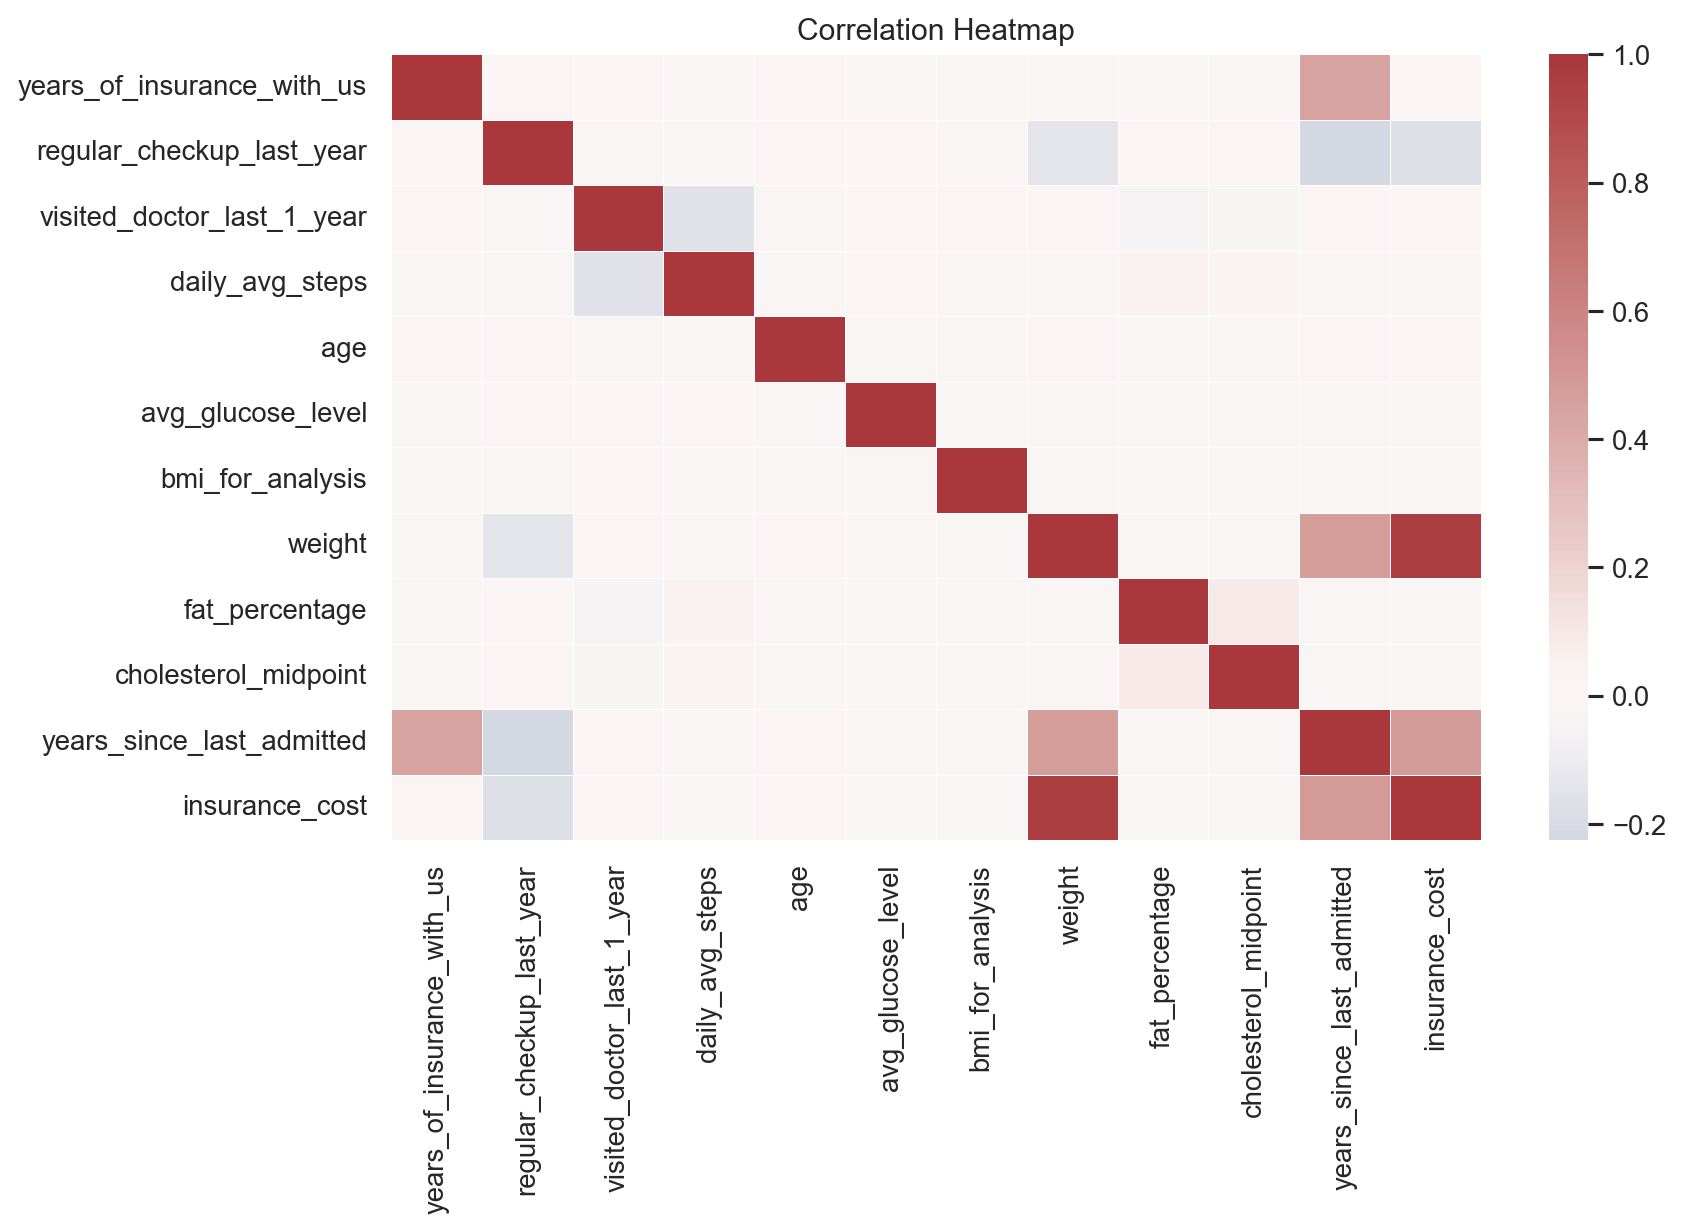 Correlation Heatmap
years_of_insurance_with_us
regular_checkup_last_year
visited_doctor_last_1_year
daily_avg_steps
age
avg_glucose_level
bmi_for_analysis
weight
fat_percentage
cholesterol_midpoint
years_since_last_admitted
insurance_cost
years_of_insurance_with_us
regular_checkup_last_year
visited_doctor_last_1_year
daily_avg_steps
age
avg_glucose_level
bmi_for_analysis
weight
fat_percentage
cholesterol_midpoint
years_since_last_admitted
insurance_cost
1.0
0.8
0.6
0.4
0.2
0.0
−0.2